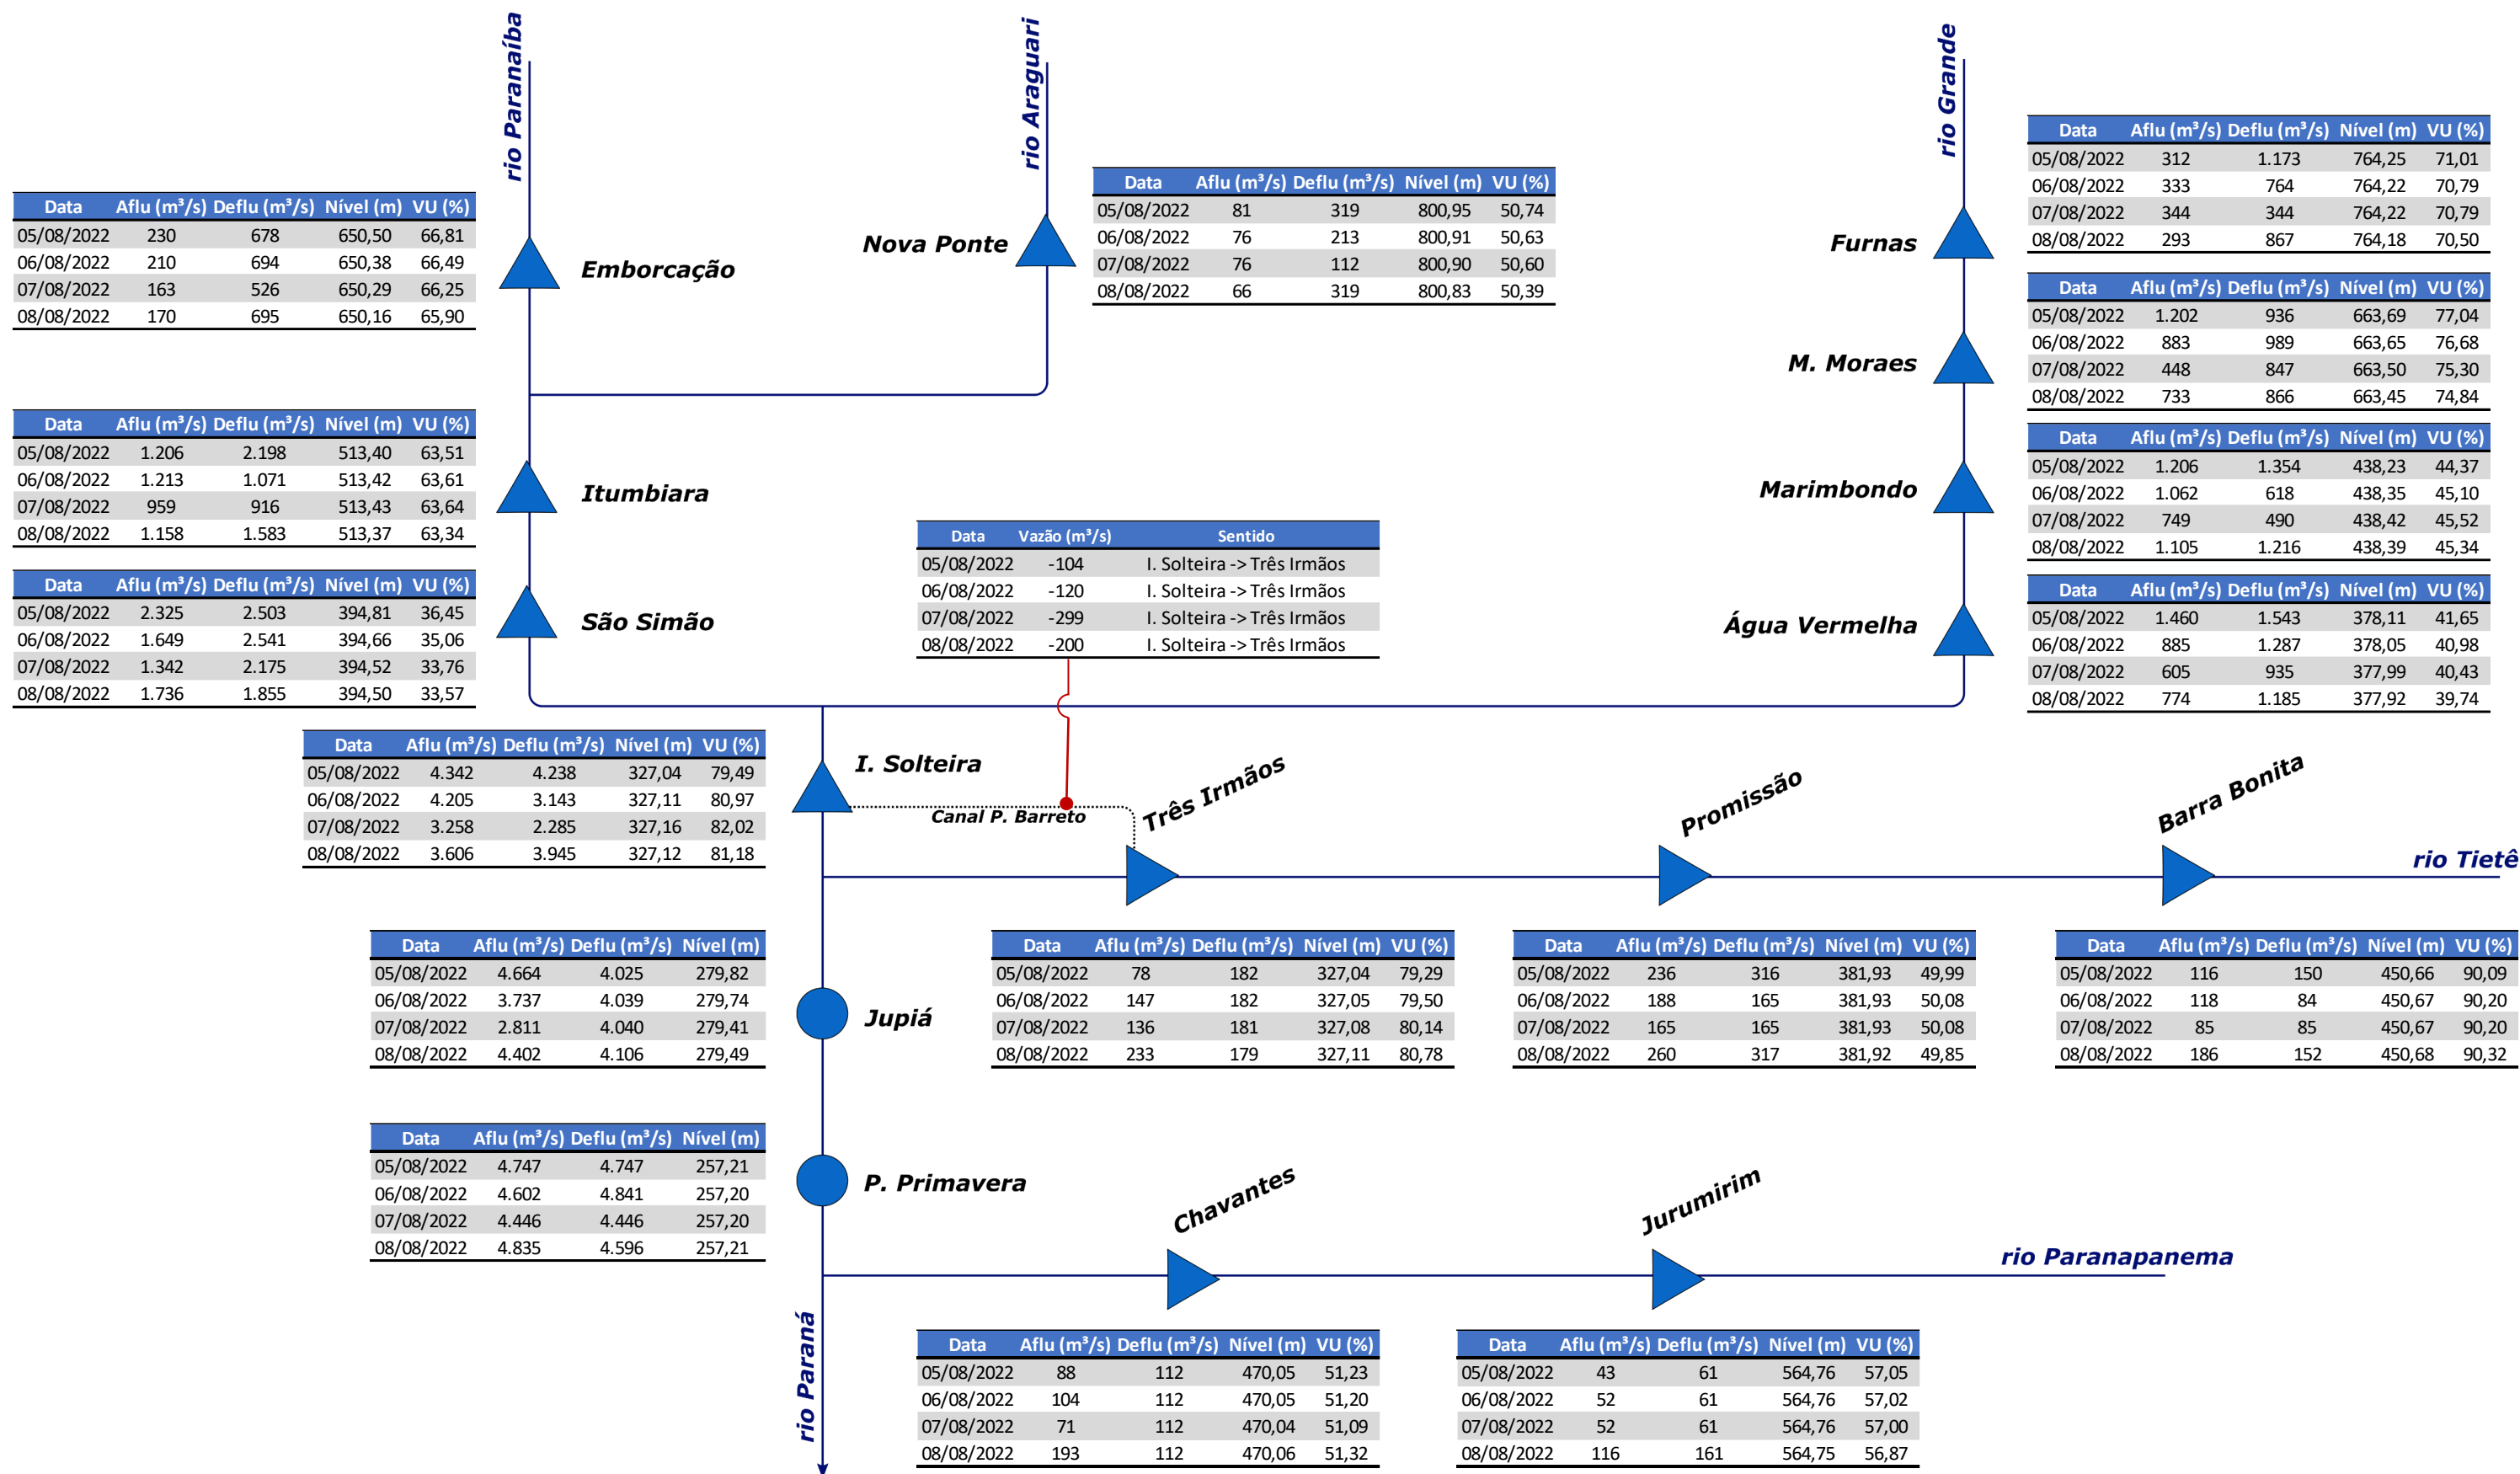 rio Paranaíba
rio Araguari
rio Grande
Data Aflu (m³/s) Deflu (m³/s) Nível (m) VU (%)
05/08/2022 312 1.173 764,25 71,01
06/08/2022 333 764 764,22 70,79
07/08/2022 344 344 764,22 70,79
08/08/2022 293 867 764,18 70,50
Furnas
Data Aflu (m³/s) Deflu (m³/s) Nível (m) VU (%)
05/08/2022 81 319 800,95 50,74
06/08/2022 76 213 800,91 50,63
07/08/2022 76 112 800,90 50,60
08/08/2022 66 319 800,83 50,39
Nova Ponte
Data Aflu (m³/s) Deflu (m³/s) Nível (m) VU (%)
05/08/2022 230 678 650,50 66,81
06/08/2022 210 694 650,38 66,49
07/08/2022 163 526 650,29 66,25
08/08/2022 170 695 650,16 65,90
Emborcação
Data Aflu (m³/s) Deflu (m³/s) Nível (m) VU (%)
05/08/2022 1.202 936 663,69 77,04
06/08/2022 883 989 663,65 76,68
07/08/2022 448 847 663,50 75,30
08/08/2022 733 866 663,45 74,84
M. Moraes
Data Aflu (m³/s) Deflu (m³/s) Nível (m) VU (%)
05/08/2022 1.206 2.198 513,40 63,51
06/08/2022 1.213 1.071 513,42 63,61
07/08/2022 959 916 513,43 63,64
08/08/2022 1.158 1.583 513,37 63,34
Itumbiara
Data Aflu (m³/s) Deflu (m³/s) Nível (m) VU (%)
05/08/2022 1.206 1.354 438,23 44,37
06/08/2022 1.062 618 438,35 45,10
07/08/2022 749 490 438,42 45,52
08/08/2022 1.105 1.216 438,39 45,34
Marimbondo
Data Vazão (m³/s) Sentido
05/08/2022 -104 I. Solteira -> Três Irmãos
06/08/2022 -120 I. Solteira -> Três Irmãos
07/08/2022 -299 I. Solteira -> Três Irmãos
08/08/2022 -200 I. Solteira -> Três Irmãos
Data Aflu (m³/s) Deflu (m³/s) Nível (m) VU (%)
05/08/2022 2.325 2.503 394,81 36,45
06/08/2022 1.649 2.541 394,66 35,06
07/08/2022 1.342 2.175 394,52 33,76
08/08/2022 1.736 1.855 394,50 33,57
São Simão
Data Aflu (m³/s) Deflu (m³/s) Nível (m) VU (%)
05/08/2022 1.460 1.543 378,11 41,65
06/08/2022 885 1.287 378,05 40,98
07/08/2022 605 935 377,99 40,43
08/08/2022 774 1.185 377,92 39,74
Água Vermelha
Data Aflu (m³/s) Deflu (m³/s) Nível (m) VU (%)
05/08/2022 4.342 4.238 327,04 79,49
06/08/2022 4.205 3.143 327,11 80,97
07/08/2022 3.258 2.285 327,16 82,02
08/08/2022 3.606 3.945 327,12 81,18
I. Solteira
Canal P. Barreto
Três Irmãos
Promissão
Barra Bonita
rio Tietê
Data Aflu (m³/s) Deflu (m³/s) Nível (m)
05/08/2022 4.664 4.025 279,82
06/08/2022 3.737 4.039 279,74
07/08/2022 2.811 4.040 279,41
08/08/2022 4.402 4.106 279,49
Jupiá
Data Aflu (m³/s) Deflu (m³/s) Nível (m) VU (%)
05/08/2022 78 182 327,04 79,29
06/08/2022 147 182 327,05 79,50
07/08/2022 136 181 327,08 80,14
08/08/2022 233 179 327,11 80,78
Data Aflu (m³/s) Deflu (m³/s) Nível (m) VU (%)
05/08/2022 236 316 381,93 49,99
06/08/2022 188 165 381,93 50,08
07/08/2022 165 165 381,93 50,08
08/08/2022 260 317 381,92 49,85
Data Aflu (m³/s) Deflu (m³/s) Nível (m) VU (%)
05/08/2022 116 150 450,66 90,09
06/08/2022 118 84 450,67 90,20
07/08/2022 85 85 450,67 90,20
08/08/2022 186 152 450,68 90,32
Data Aflu (m³/s) Deflu (m³/s) Nível (m)
05/08/2022 4.747 4.747 257,21
06/08/2022 4.602 4.841 257,20
07/08/2022 4.446 4.446 257,20
08/08/2022 4.835 4.596 257,21
P. Primavera
Chavantes
Jurumirim
rio Paranapanema
rio Paraná
Data Aflu (m³/s) Deflu (m³/s) Nível (m) VU (%)
05/08/2022 88 112 470,05 51,23
06/08/2022 104 112 470,05 51,20
07/08/2022 71 112 470,04 51,09
08/08/2022 193 112 470,06 51,32
Data Aflu (m³/s) Deflu (m³/s) Nível (m) VU (%)
05/08/2022 43 61 564,76 57,05
06/08/2022 52 61 564,76 57,02
07/08/2022 52 61 564,76 57,00
08/08/2022 116 161 564,75 56,87